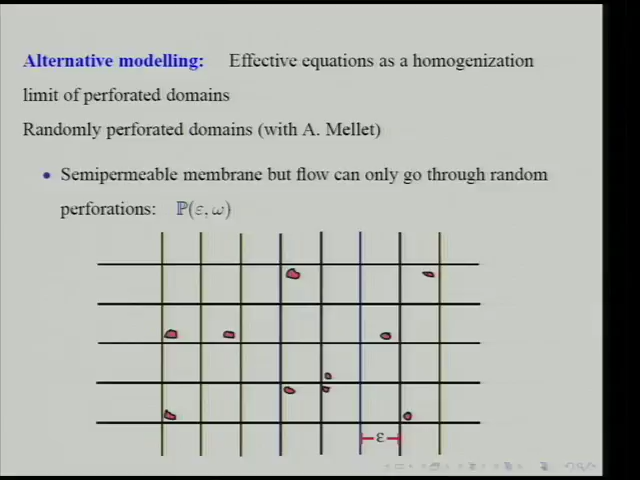 Alternative modelling: Effective equations as a homogenization
limit of perforated domains
Randomly perforated domains (with A. Mellet)
• Semipermeable membrane but flow can only go through random
perforations: ℙ(ε, ω)
ε